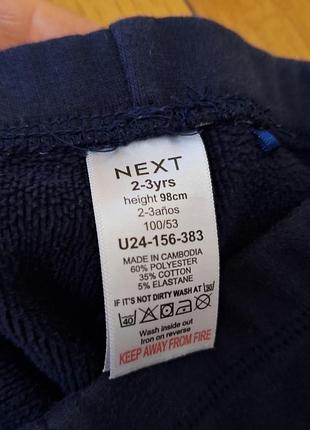 NEXT
2-3yrs
height 98cm
2-3años
100/53
U24-156-383
MADE IN CAMBODIA
60% POLYESTER
35% COTTON
5% ELASTANE
IF IT'S NOT DIRTY WASH AT 30
40
Wash inside out
Iron on reverse
KEEP AWAY FROM FIRE